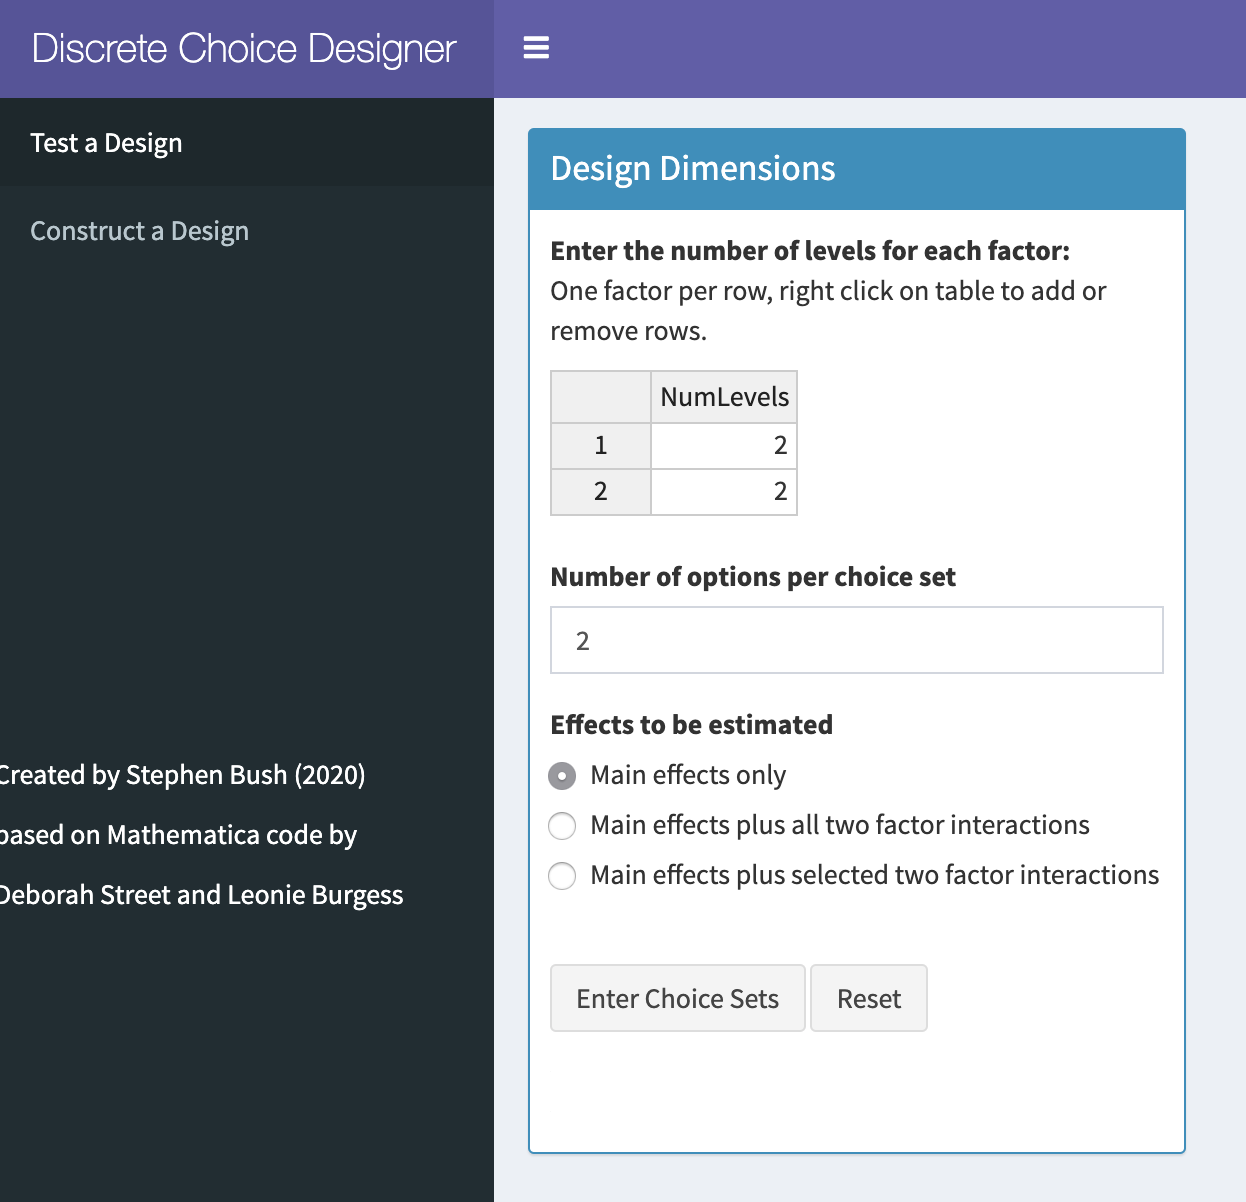 Discrete Choice Designer
Test a Design
Construct a Design
Created by Stephen Bush (2020)
based on Mathematica code by
Deborah Street and Leonie Burgess
Design Dimensions
Enter the number of levels for each factor:
One factor per row, right click on table to add or
remove rows.
NumLevels
1 2
2 2
Number of options per choice set
2
Effects to be estimated
Main effects only
Main effects plus all two factor interactions
Main effects plus selected two factor interactions
Enter Choice Sets Reset